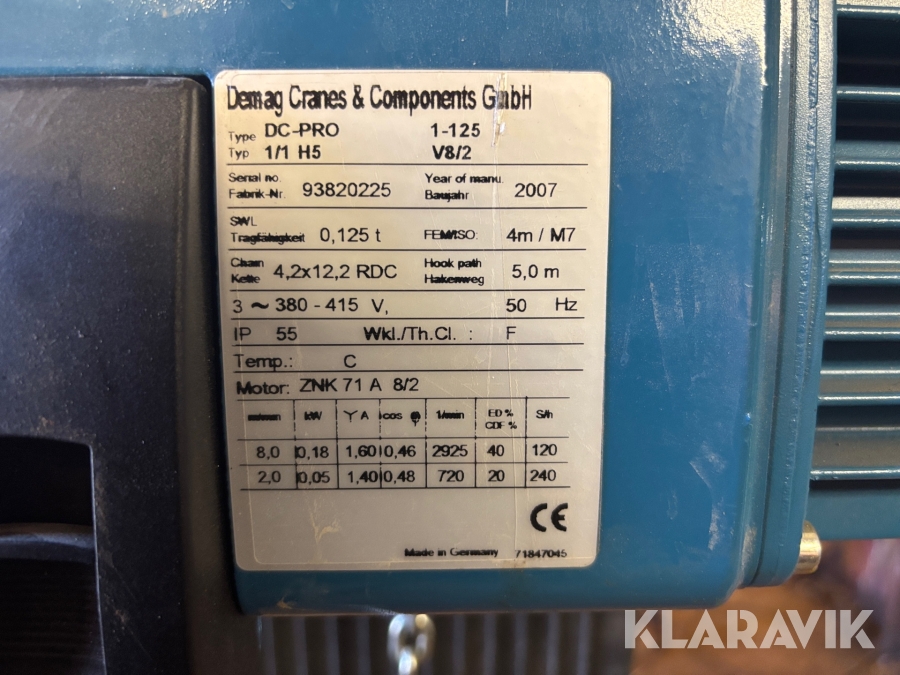 Demag Cranes & Components GmbH
Type DC-PRO 1-125
Typ 1/1 H5 V8/2
Serial no. Year of manu.
Fabrik-Nr. 93820225 Baujahr 2007
SWL
Tragfähigkeit 0,125 t FEM/ISO: 4m / M7
Chain Hook path
Kette 4,2x12,2 RDC Hakenweg 5,0 m
3 ~ 380 - 415 V, 50 Hz
IP 55 Wkl./Th.Cl. : F
Temp.: C
Motor: ZNK 71 A 8/2
m/min kW Y A cos φ 1/min ED % CDF % S/h
8,0 0,18 1,60 0,46 2925 40 120
2,0 0,05 1,40 0,48 720 20 240
CE
Made in Germany 71847045
KLARAVIK